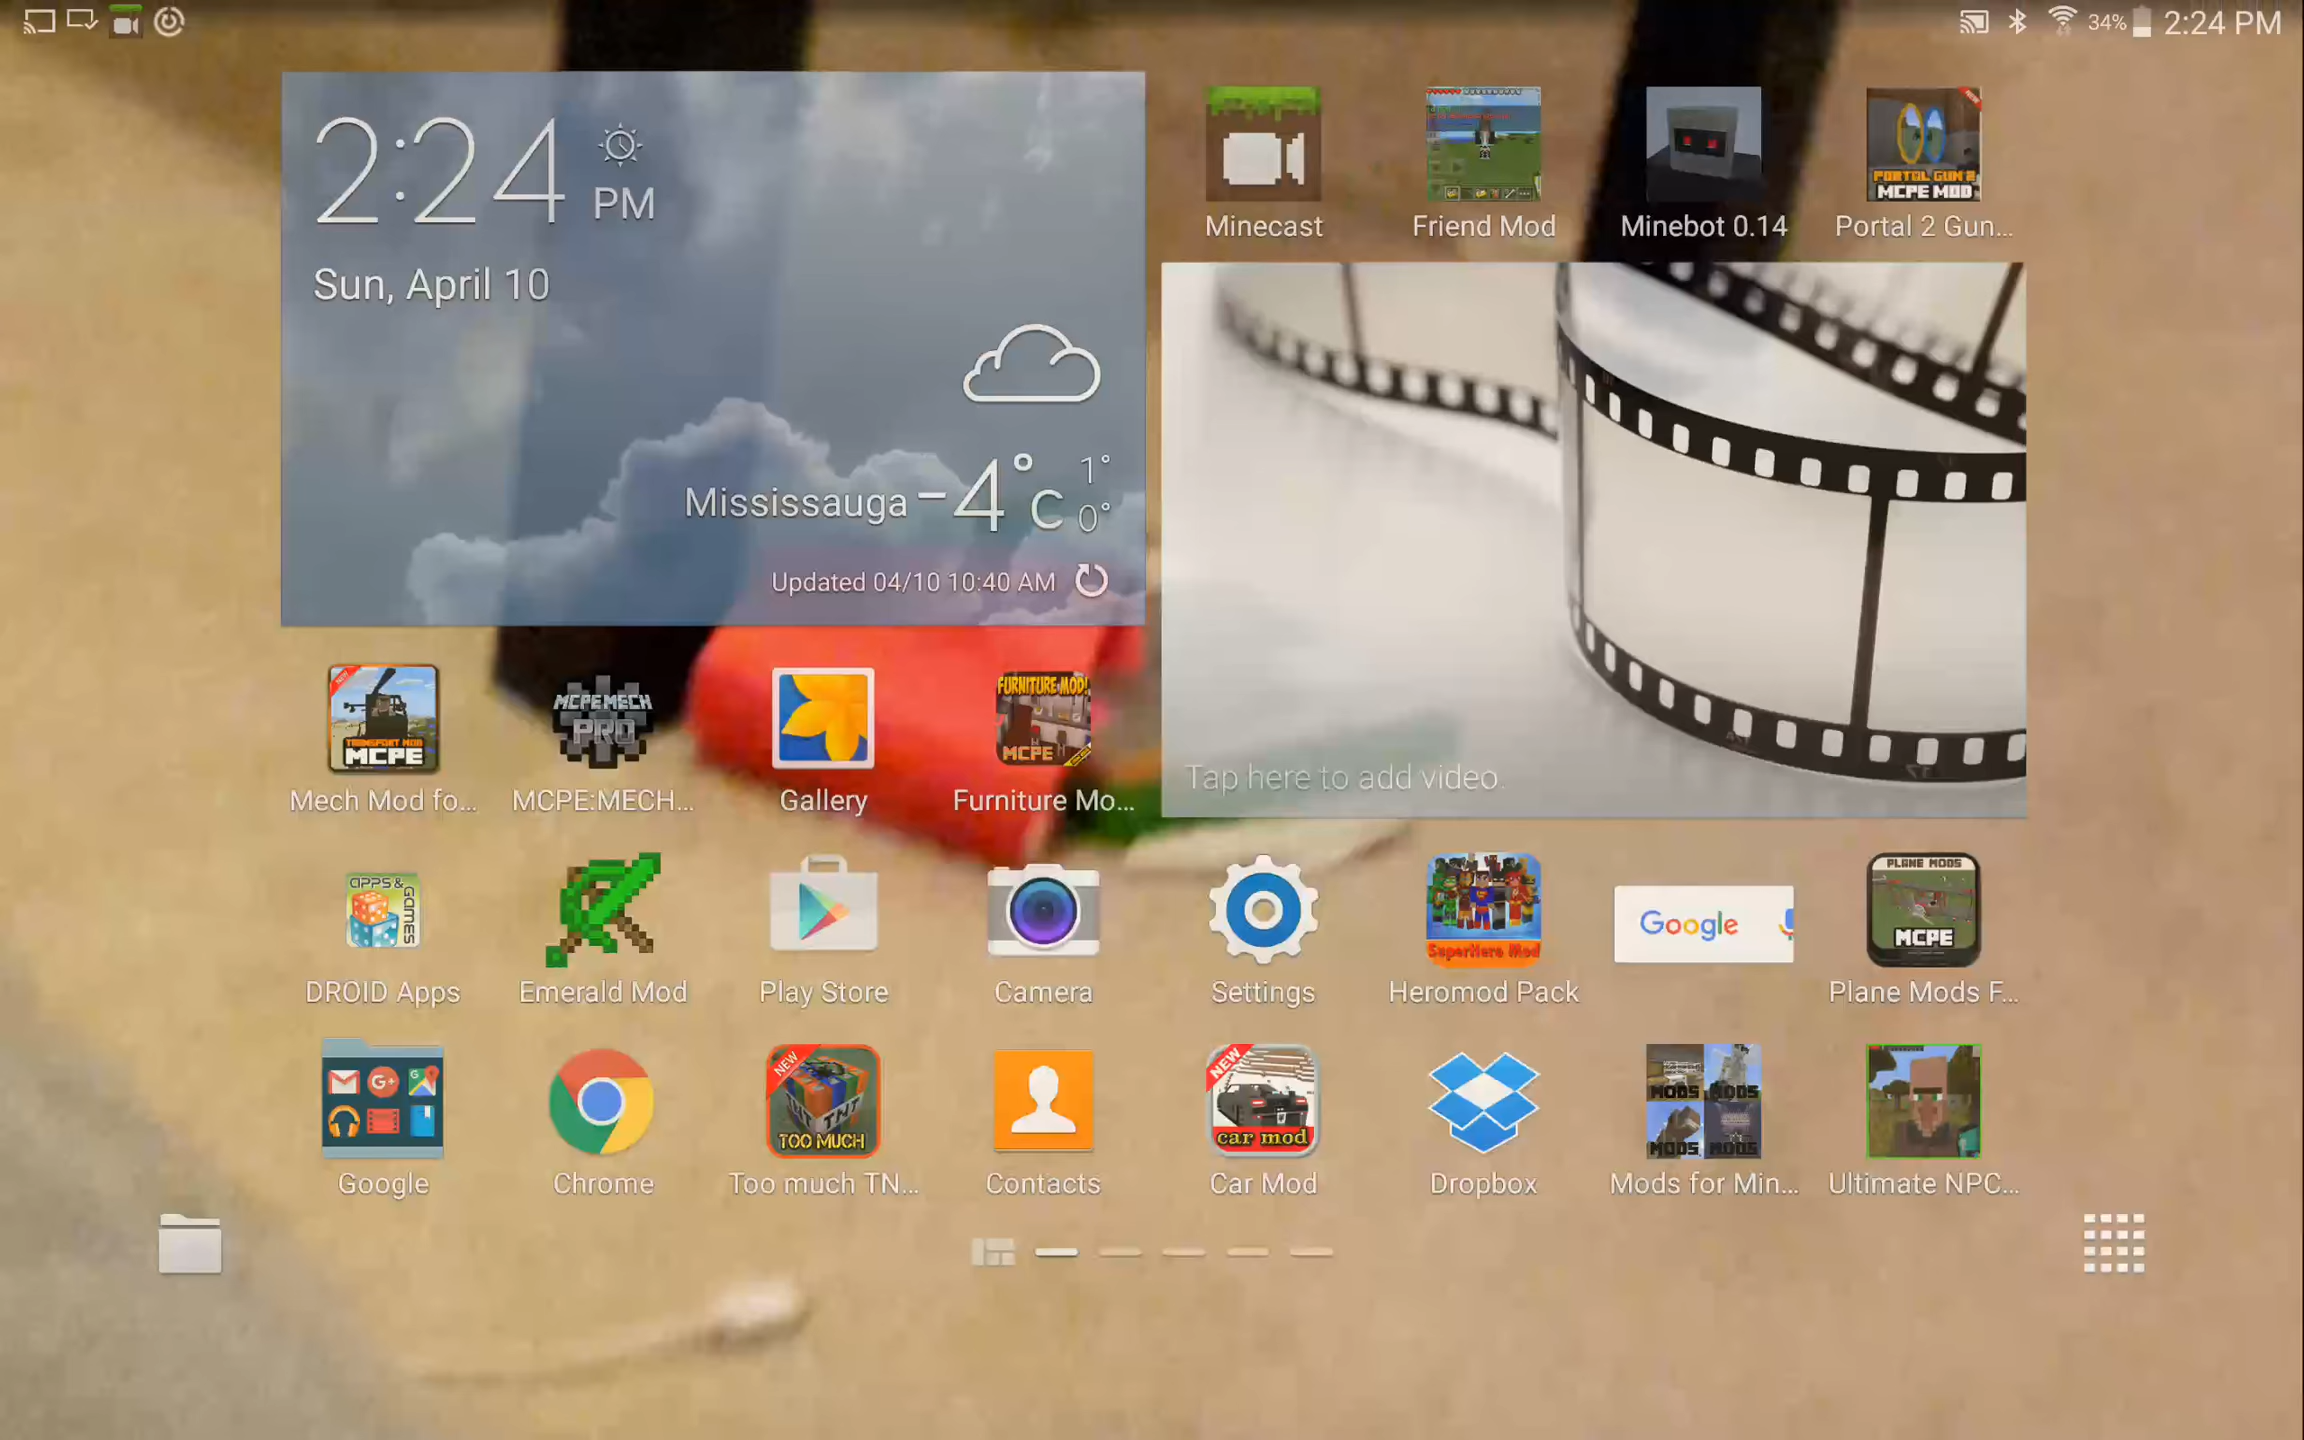 34% 2:24 PM
2:24
PM
Sun, April 10
Mississauga -4°C 1° 0°
Updated 04/10 10:40 AM
Minecast
Friend Mod
Minebot 0.14
PORTAL GUN 2
MCPE MOD
Portal 2 Gun...
Tap here to add video.
NEW
TRANSPORT MOD
MCPE
Mech Mod fo...
MCPEMECH
PRO
MCPE:MECH...
Gallery
FURNITURE MOD!
MCPE
Furniture Mo...
APPS & GAMES
DROID Apps
Emerald Mod
Play Store
Camera
Settings
SuperHero Mod
Heromod Pack
Google
PLANE MODS
MCPE
Plane Mods F...
G+
Google
Chrome
NEW
TNT
TOO MUCH
Too much TN...
Contacts
NEW
car mod
Car Mod
Dropbox
MODS MODS
MODS MODS
Mods for Min...
Ultimate NPC...